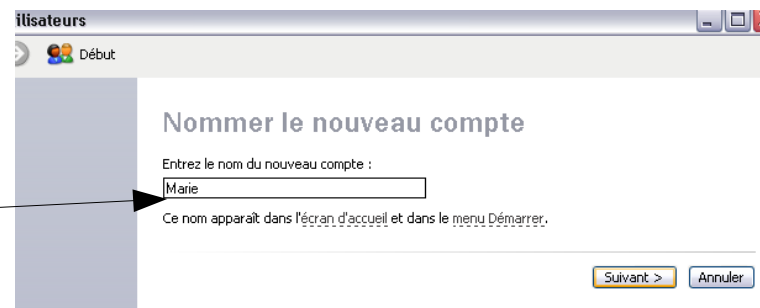 ilisateurs
Début
Nommer le nouveau compte
Entrez le nom du nouveau compte :
Marie
Ce nom apparaît dans l'écran d'accueil et dans le menu Démarrer.
Suivant > Annuler